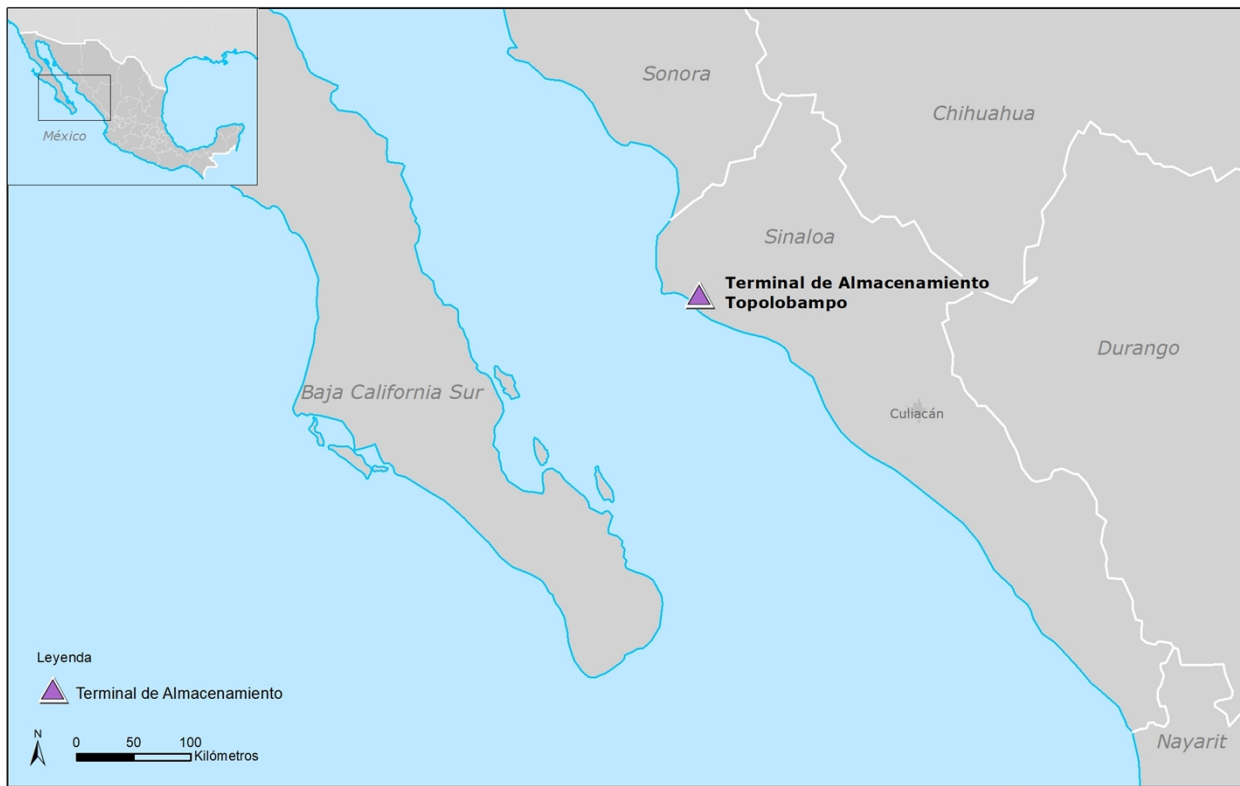 México
Sonora
Chihuahua
Sinaloa
Terminal de Almacenamiento
Topolobampo
Durango
Baja California Sur
Culiacán
Leyenda
Terminal de Almacenamiento
N
0 50 100
Kilómetros
Nayarit